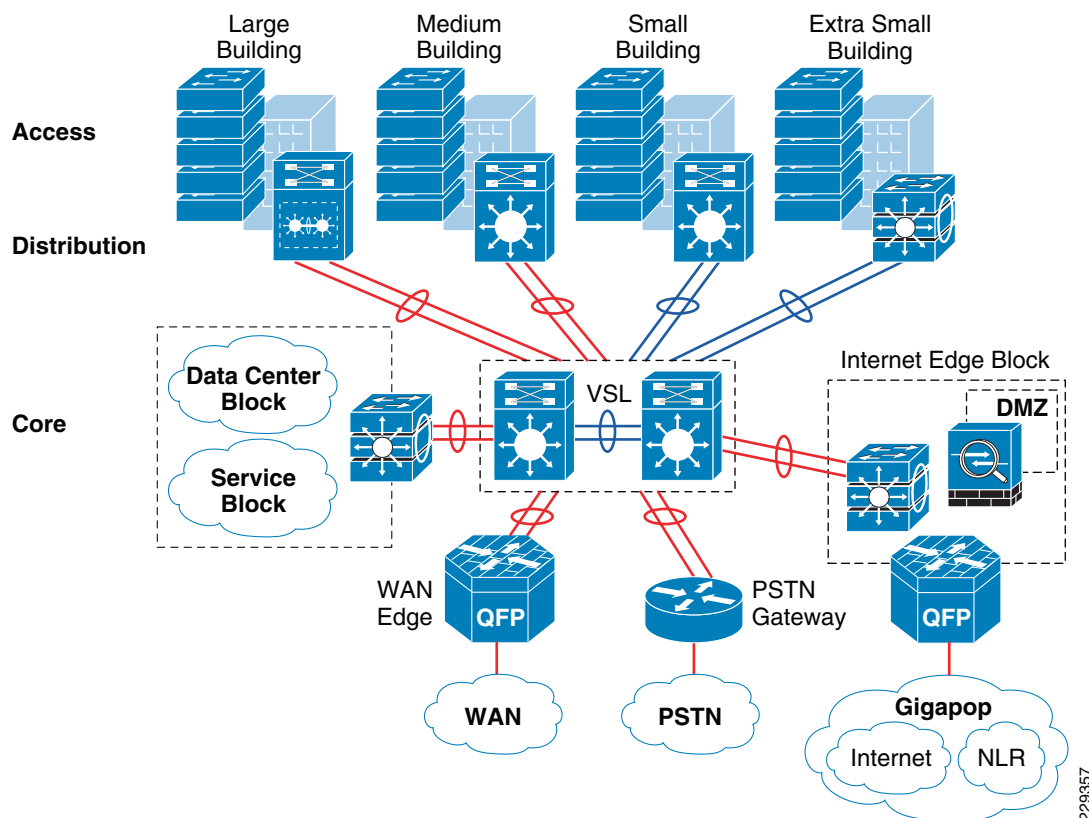 Large
Building
Medium
Building
Small
Building
Extra Small
Building
Access
Distribution
Core
Data Center
Block
Service
Block
VSL
Internet Edge Block
DMZ
WAN
Edge
QFP
PSTN
Gateway
QFP
WAN
PSTN
Gigapop
Internet
NLR
229357